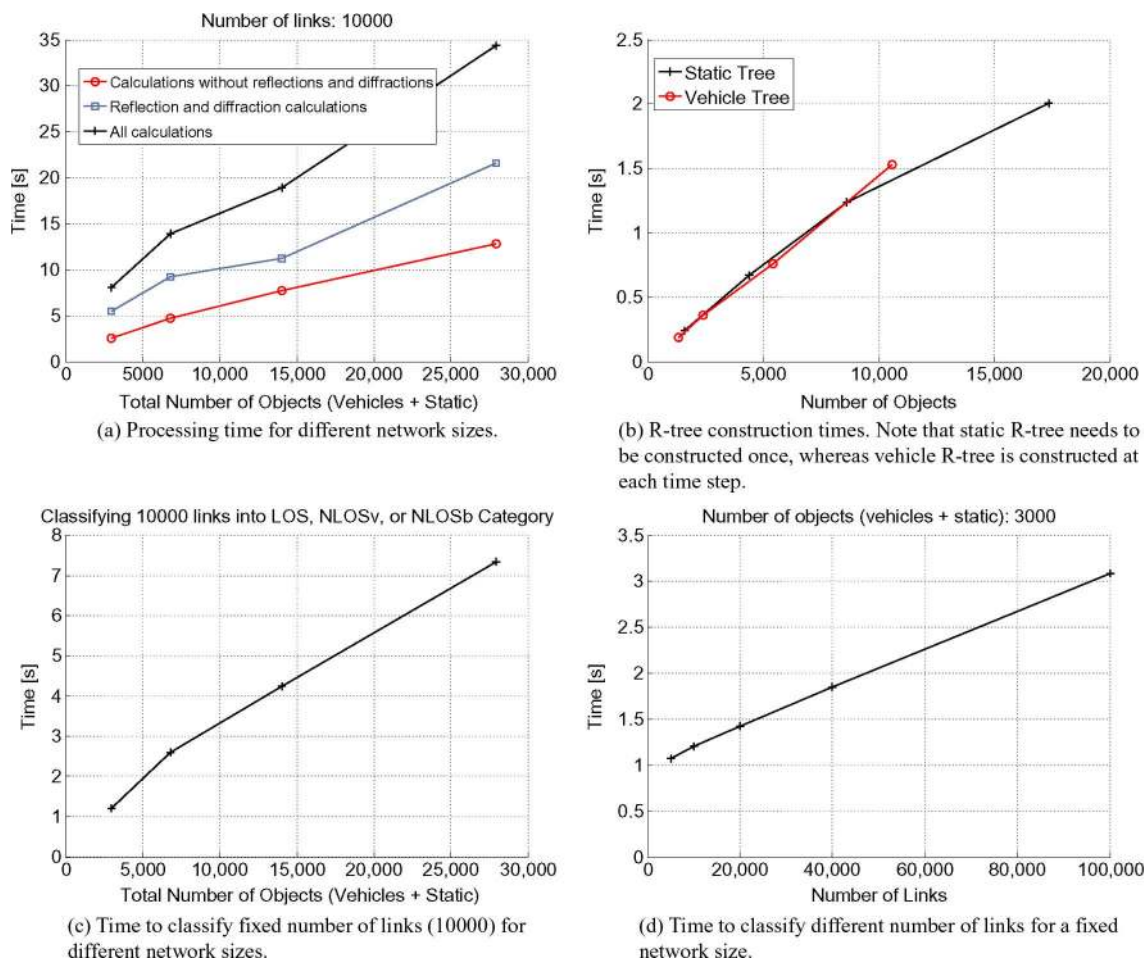 Number of links: 10000
35
30
25
20
15
10
5
0
Time [s]
Calculations without reflections and diffractions
Reflection and diffraction calculations
All calculations
0 5000 10,000 15,000 20,000 25,000 30,000
Total Number of Objects (Vehicles + Static)
(a) Processing time for different network sizes.
2.5
2
1.5
1
0.5
0
Time [s]
Static Tree
Vehicle Tree
0 5,000 10,000 15,000 20,000
Number of Objects
(b) R-tree construction times. Note that static R-tree needs to
be constructed once, whereas vehicle R-tree is constructed at
each time step.
Classifying 10000 links into LOS, NLOSv, or NLOSb Category
8
7
6
5
4
3
2
1
0
Time [s]
0 5,000 10,000 15,000 20,000 25,000 30,000
Total Number of Objects (Vehicles + Static)
(c) Time to classify fixed number of links (10000) for
different network sizes.
Number of objects (vehicles + static): 3000
3.5
3
2.5
2
1.5
1
0.5
0
Time [s]
0 20,000 40,000 60,000 80,000 100,000
Number of Links
(d) Time to classify different number of links for a fixed
network size.